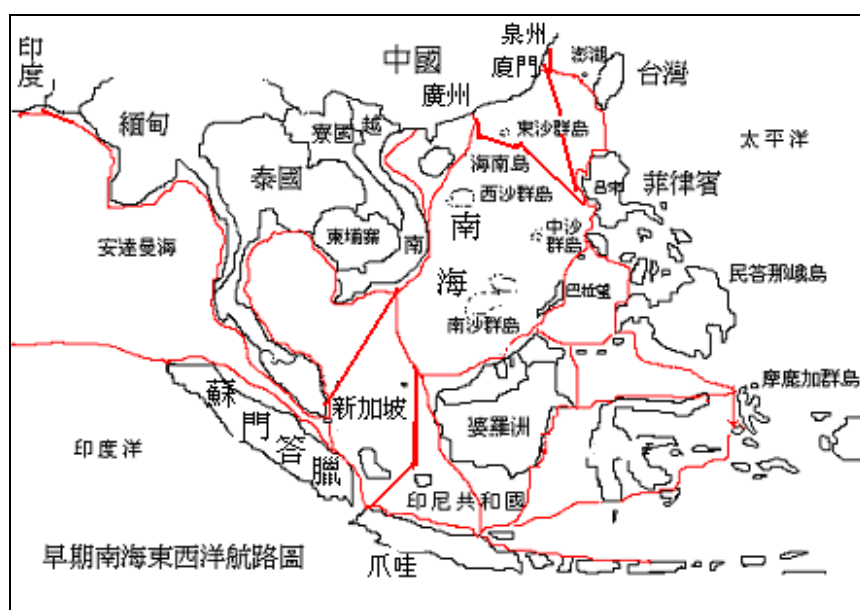 泉州
印度
中國
廈門
澎湖
台灣
廣州
緬甸
寮國
越
東沙群島
太平洋
海南島
泰國
西沙群島
呂宋
菲律賓
南
柬埔寨
南
中沙
群島
安達曼海
海
巴拉望
民答那峨島
南沙群島
摩鹿加群島
蘇
門
答
臘
新加坡
婆羅洲
印度洋
印尼共和國
早期南海東西洋航路圖
爪哇